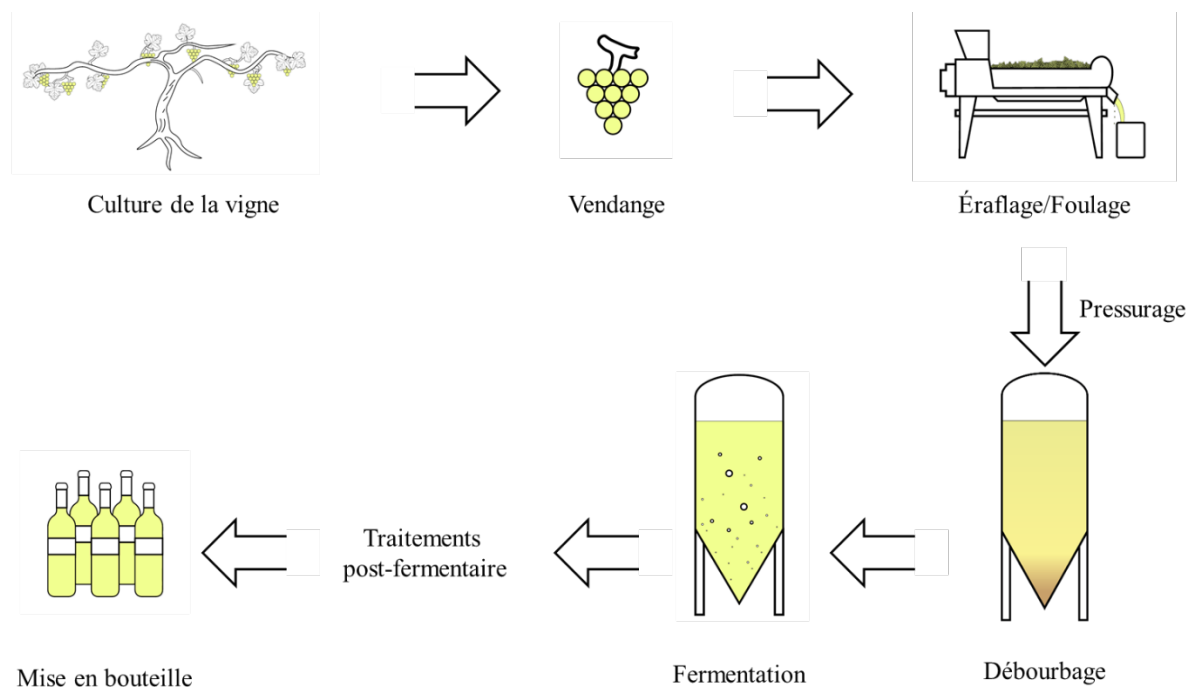 Culture de la vigne
Vendange
Éraflage/Foulage
Pressurage
Traitements
post-fermentaire
Mise en bouteille
Fermentation
Débourbage